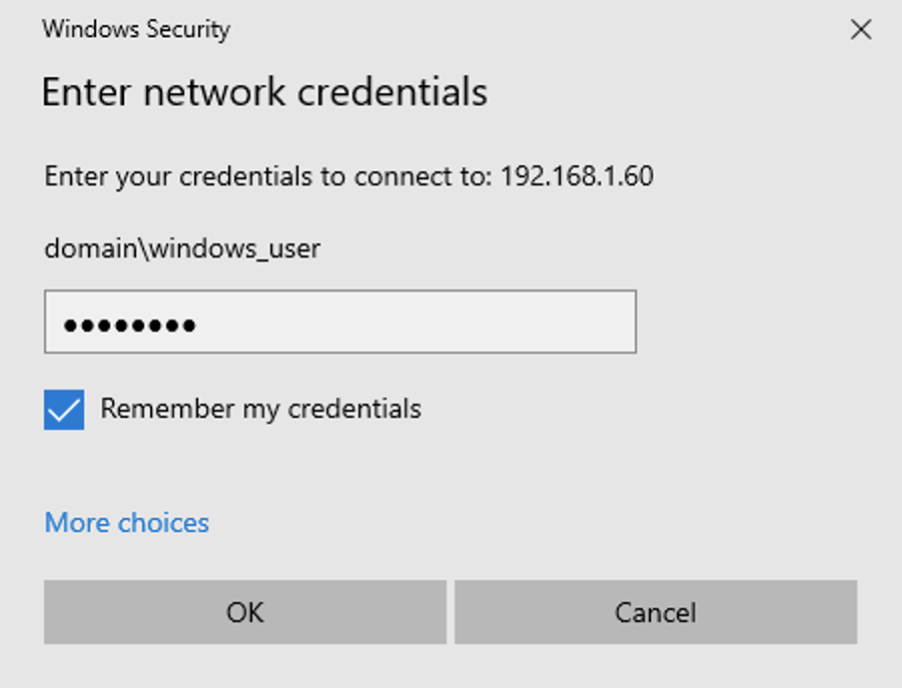 Windows Security
Enter network credentials
Enter your credentials to connect to: 192.168.1.60
domain\windows_user
••••••••
Remember my credentials
More choices
OK
Cancel